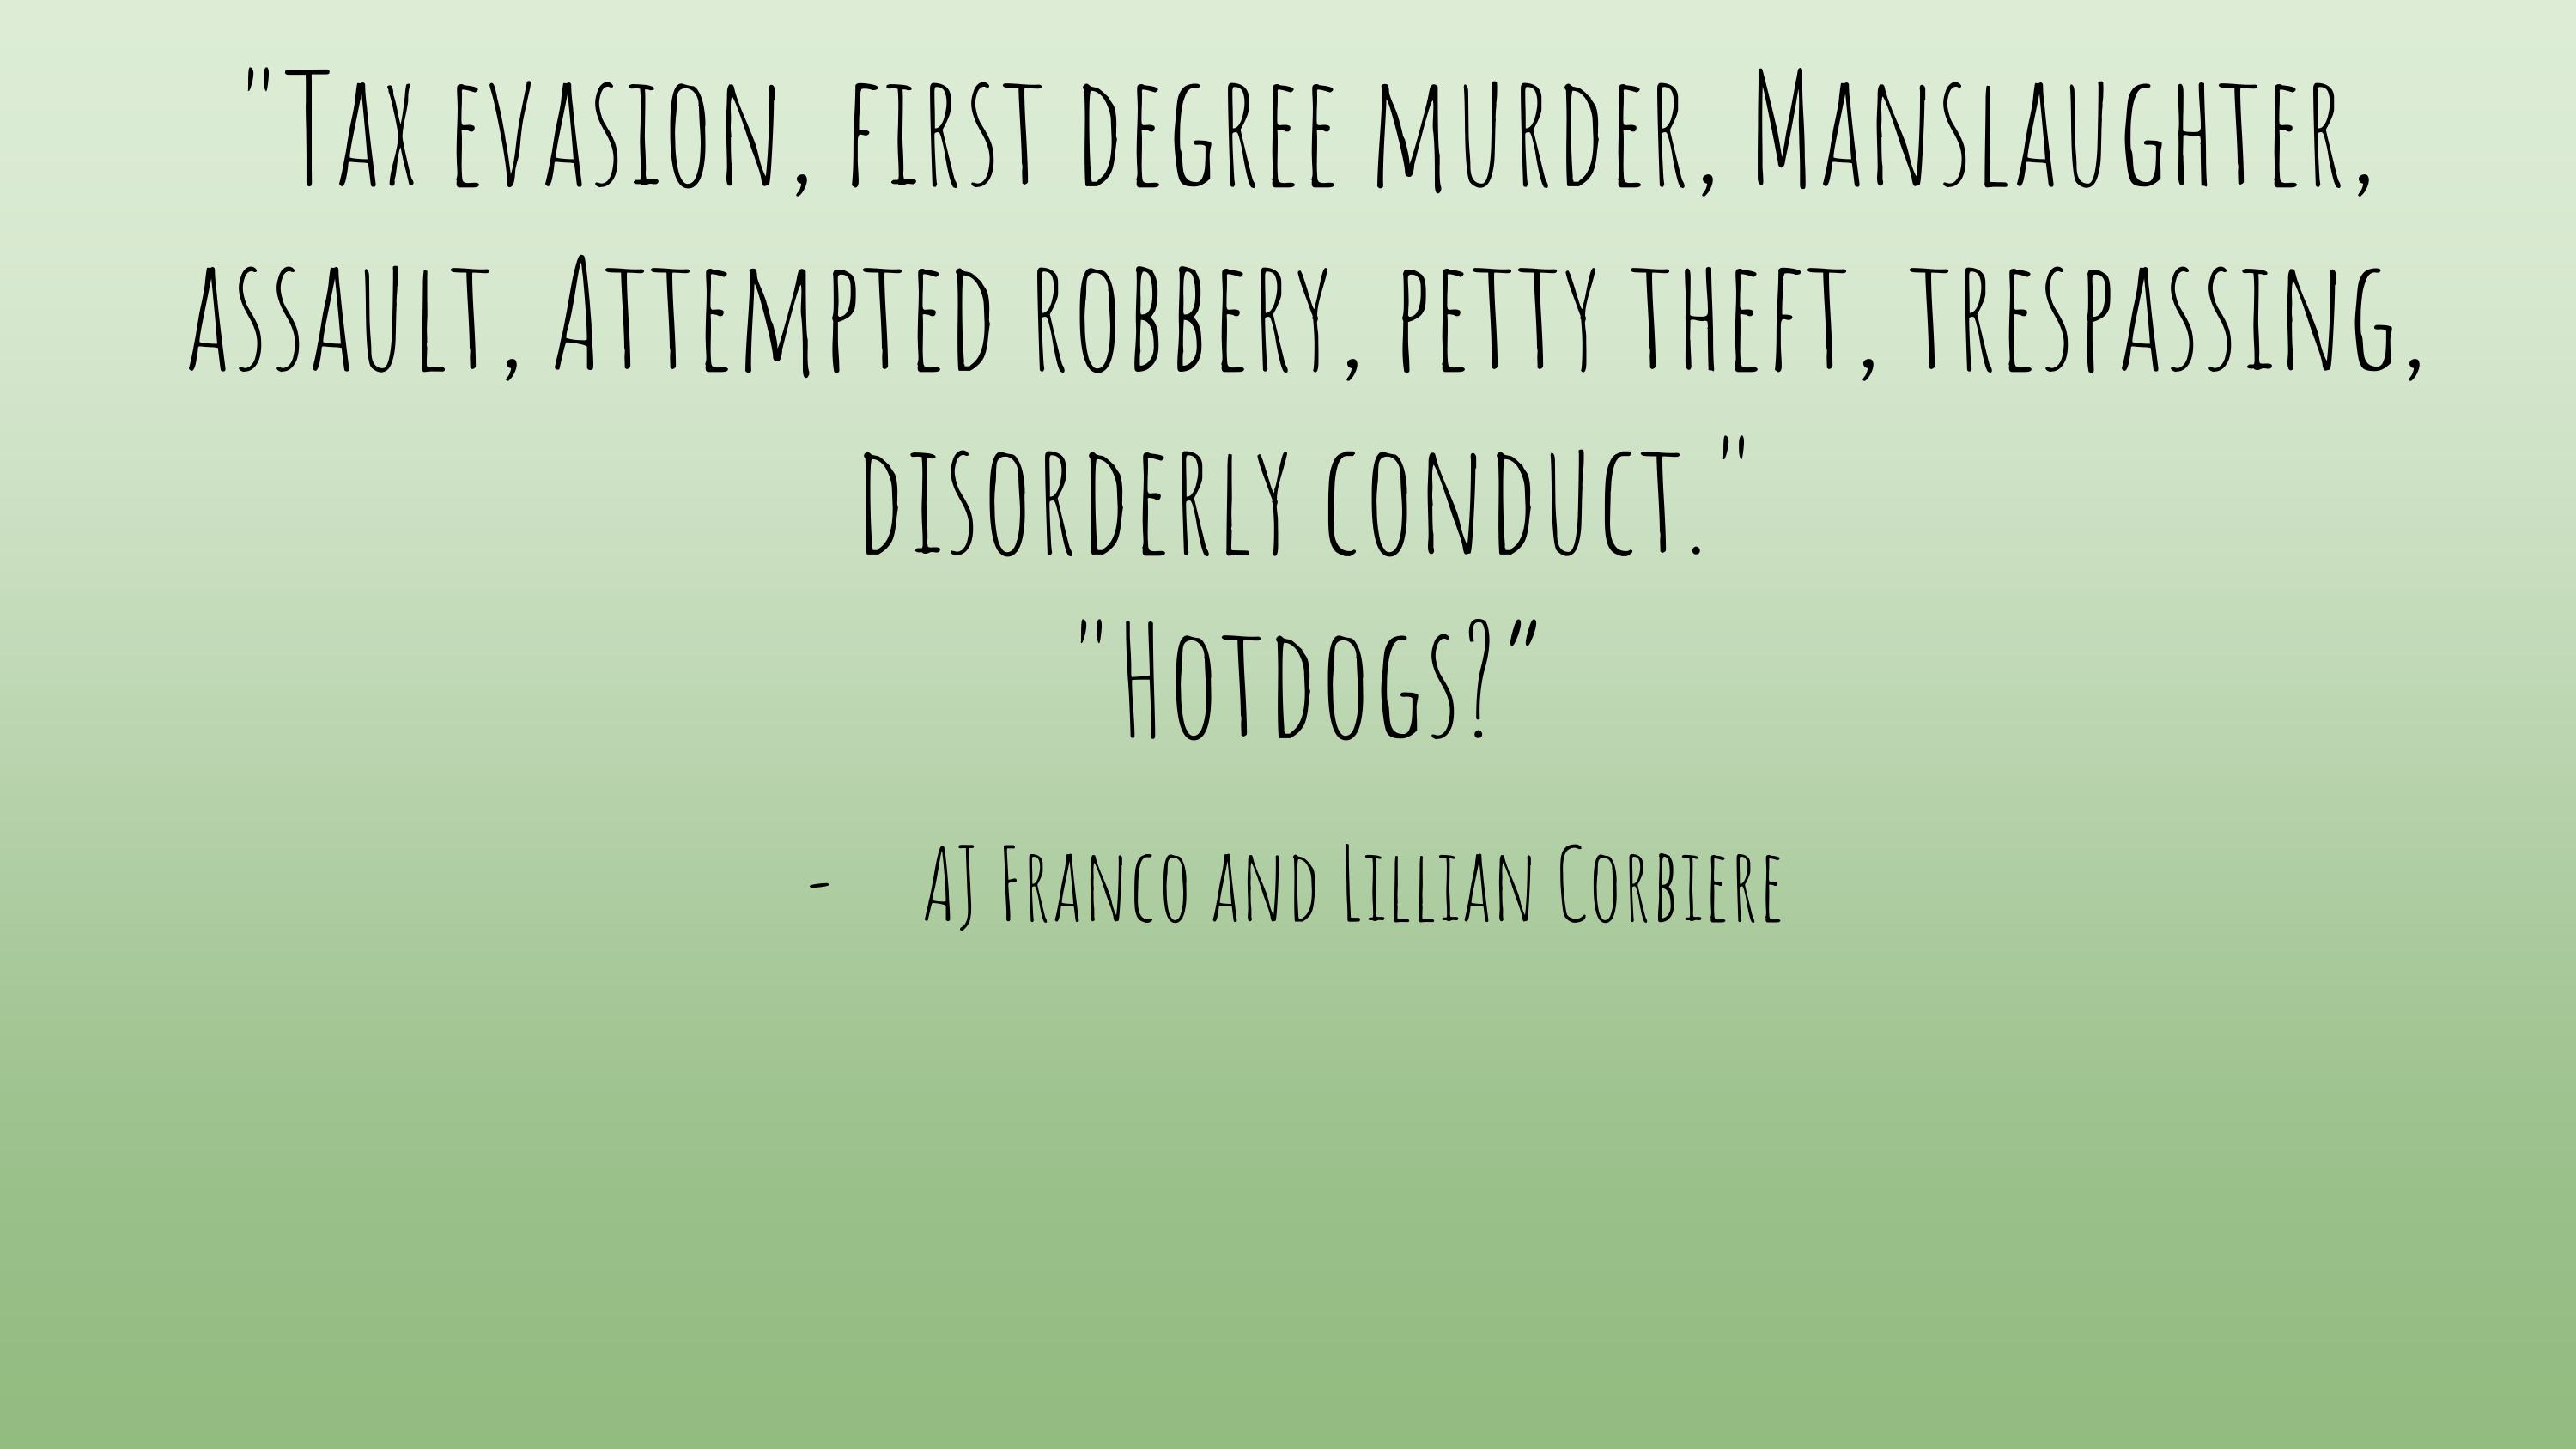 "Tax evasion, first degree murder, Manslaughter,
assault, Attempted robbery, petty theft, trespassing,
disorderly conduct."
"Hotdogs?”
- AJ Franco and Lillian Corbiere